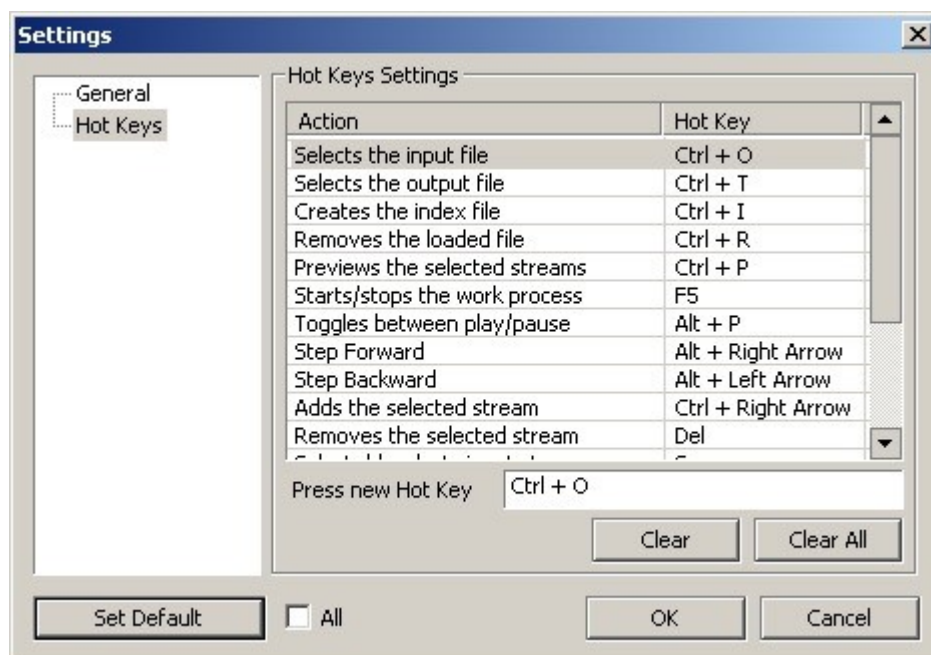 Settings
General
Hot Keys
Hot Keys Settings
Action Hot Key
Selects the input file Ctrl + O
Selects the output file Ctrl + T
Creates the index file Ctrl + I
Removes the loaded file Ctrl + R
Previews the selected streams Ctrl + P
Starts/stops the work process F5
Toggles between play/pause Alt + P
Step Forward Alt + Right Arrow
Step Backward Alt + Left Arrow
Adds the selected stream Ctrl + Right Arrow
Removes the selected stream Del
Press new Hot Key Ctrl + O
Clear Clear All
Set Default All OK Cancel